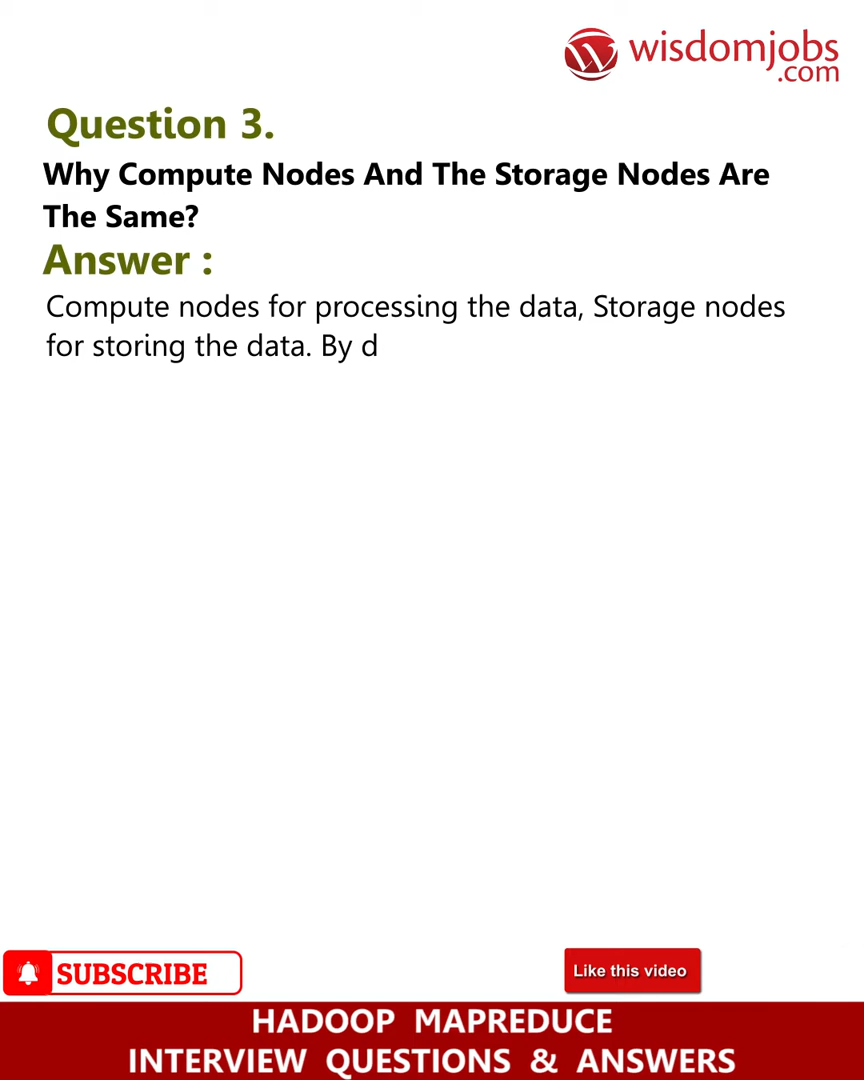 wisdomjobs
.com
Question 3.
Why Compute Nodes And The Storage Nodes Are
The Same?
Answer :
Compute nodes for processing the data, Storage nodes
for storing the data. By d
SUBSCRIBE
Like this video
HADOOP MAPREDUCE
INTERVIEW QUESTIONS & ANSWERS